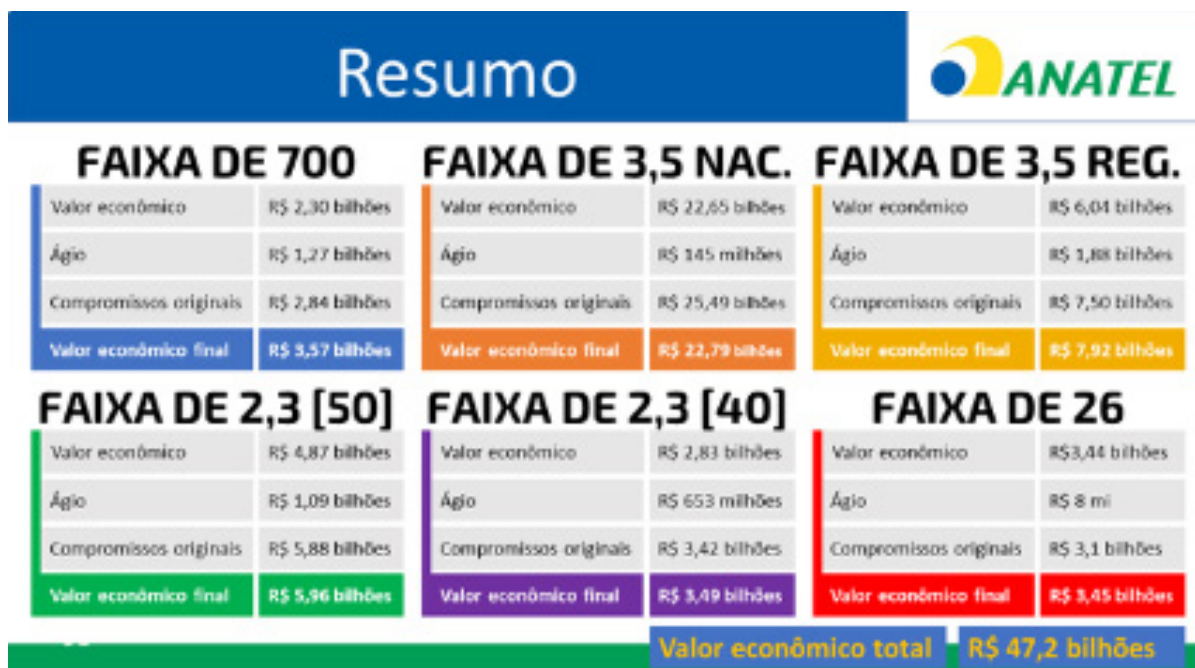 Resumo
ANATEL
FAIXA DE 700
Valor econômico R$ 2,30 bilhões
Ágio R$ 1,27 bilhões
Compromissos originais R$ 2,84 bilhões
Valor econômico final R$ 3,57 bilhões
FAIXA DE 3,5 NAC.
Valor econômico R$ 22,65 bilhões
Ágio R$ 145 milhões
Compromissos originais R$ 25,49 bilhões
Valor econômico final R$ 22,79 bilhões
FAIXA DE 3,5 REG.
Valor econômico R$ 6,04 bilhões
Ágio R$ 1,88 bilhões
Compromissos originais R$ 7,50 bilhões
Valor econômico final R$ 7,92 bilhões
FAIXA DE 2,3 [50]
Valor econômico R$ 4,87 bilhões
Ágio R$ 1,09 bilhões
Compromissos originais R$ 5,88 bilhões
Valor econômico final R$ 5,96 bilhões
FAIXA DE 2,3 [40]
Valor econômico R$ 2,83 bilhões
Ágio R$ 653 milhões
Compromissos originais R$ 3,42 bilhões
Valor econômico final R$ 3,49 bilhões
FAIXA DE 26
Valor econômico R$3,44 bilhões
Ágio R$ 8 mi
Compromissos originais R$ 3,1 bilhões
Valor econômico final R$ 3,45 bilhões
Valor econômico total R$ 47,2 bilhões